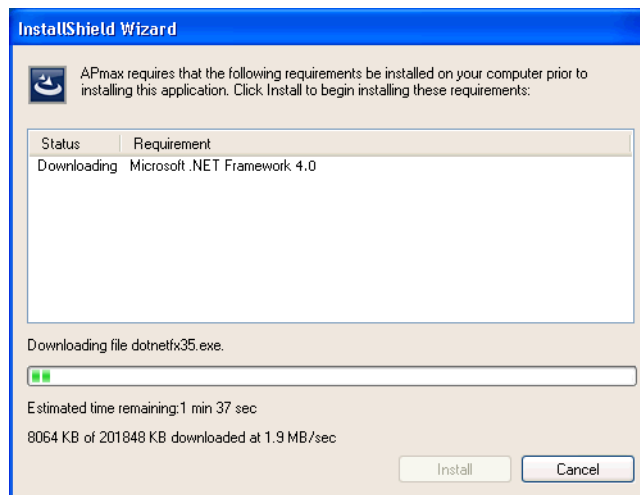 InstallShield Wizard
APmax requires that the following requirements be installed on your computer prior to
installing this application. Click Install to begin installing these requirements:
Status Requirement
Downloading Microsoft .NET Framework 4.0
Downloading file dotnetfx35.exe.
Estimated time remaining:1 min 37 sec
8064 KB of 201848 KB downloaded at 1.9 MB/sec
Install Cancel